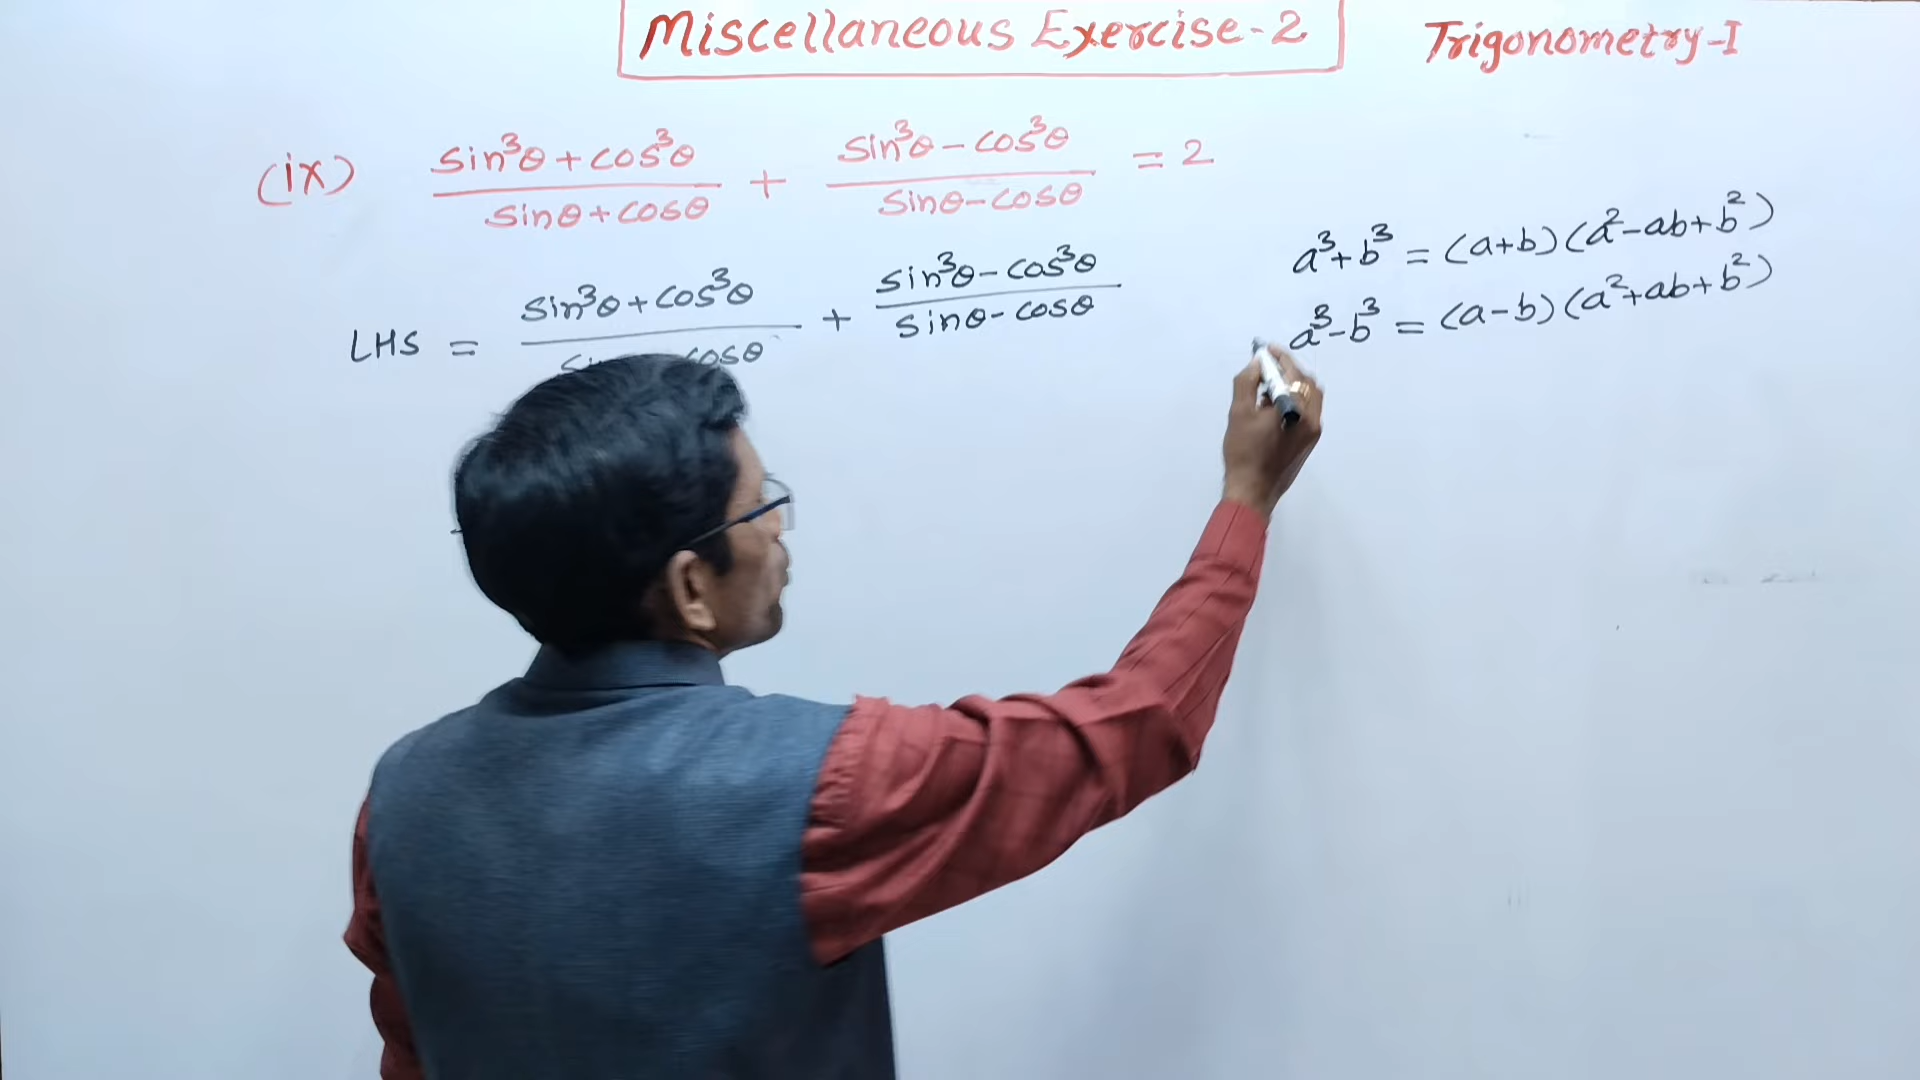 Miscellaneous Exercise-2
Trigonometry-I
(ix) sin³θ+cos³θ / sinθ+cosθ + sin³θ-cos³θ / sinθ-cosθ = 2
LHS = sin³θ+cos³θ / cosθ + sin³θ-cos³θ / sinθ-cosθ
a³+b³ = (a+b)(a²-ab+b²)
a³-b³ = (a-b)(a²+ab+b²)